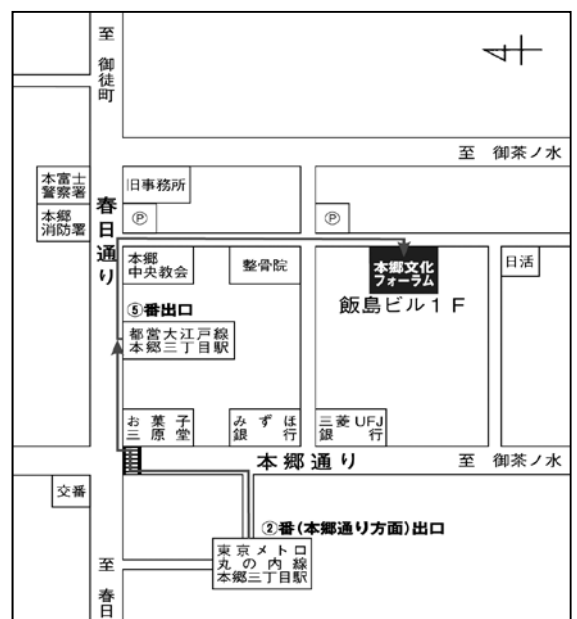 至
御徒町
至 御茶ノ水
本富士
警察署
旧事務所
本郷
消防署
春日通り
Ⓟ
Ⓟ
本郷
中央教会
整骨院
本郷文化
フォーラム
日活
飯島ビル1F
⑤番出口
都営大江戸線
本郷三丁目駅
お菓子
三原堂
みずほ
銀行
三菱UFJ
銀行
本郷通り
至 御茶ノ水
交番
②番(本郷通り方面)出口
東京メトロ
丸の内線
本郷三丁目駅
至
春日